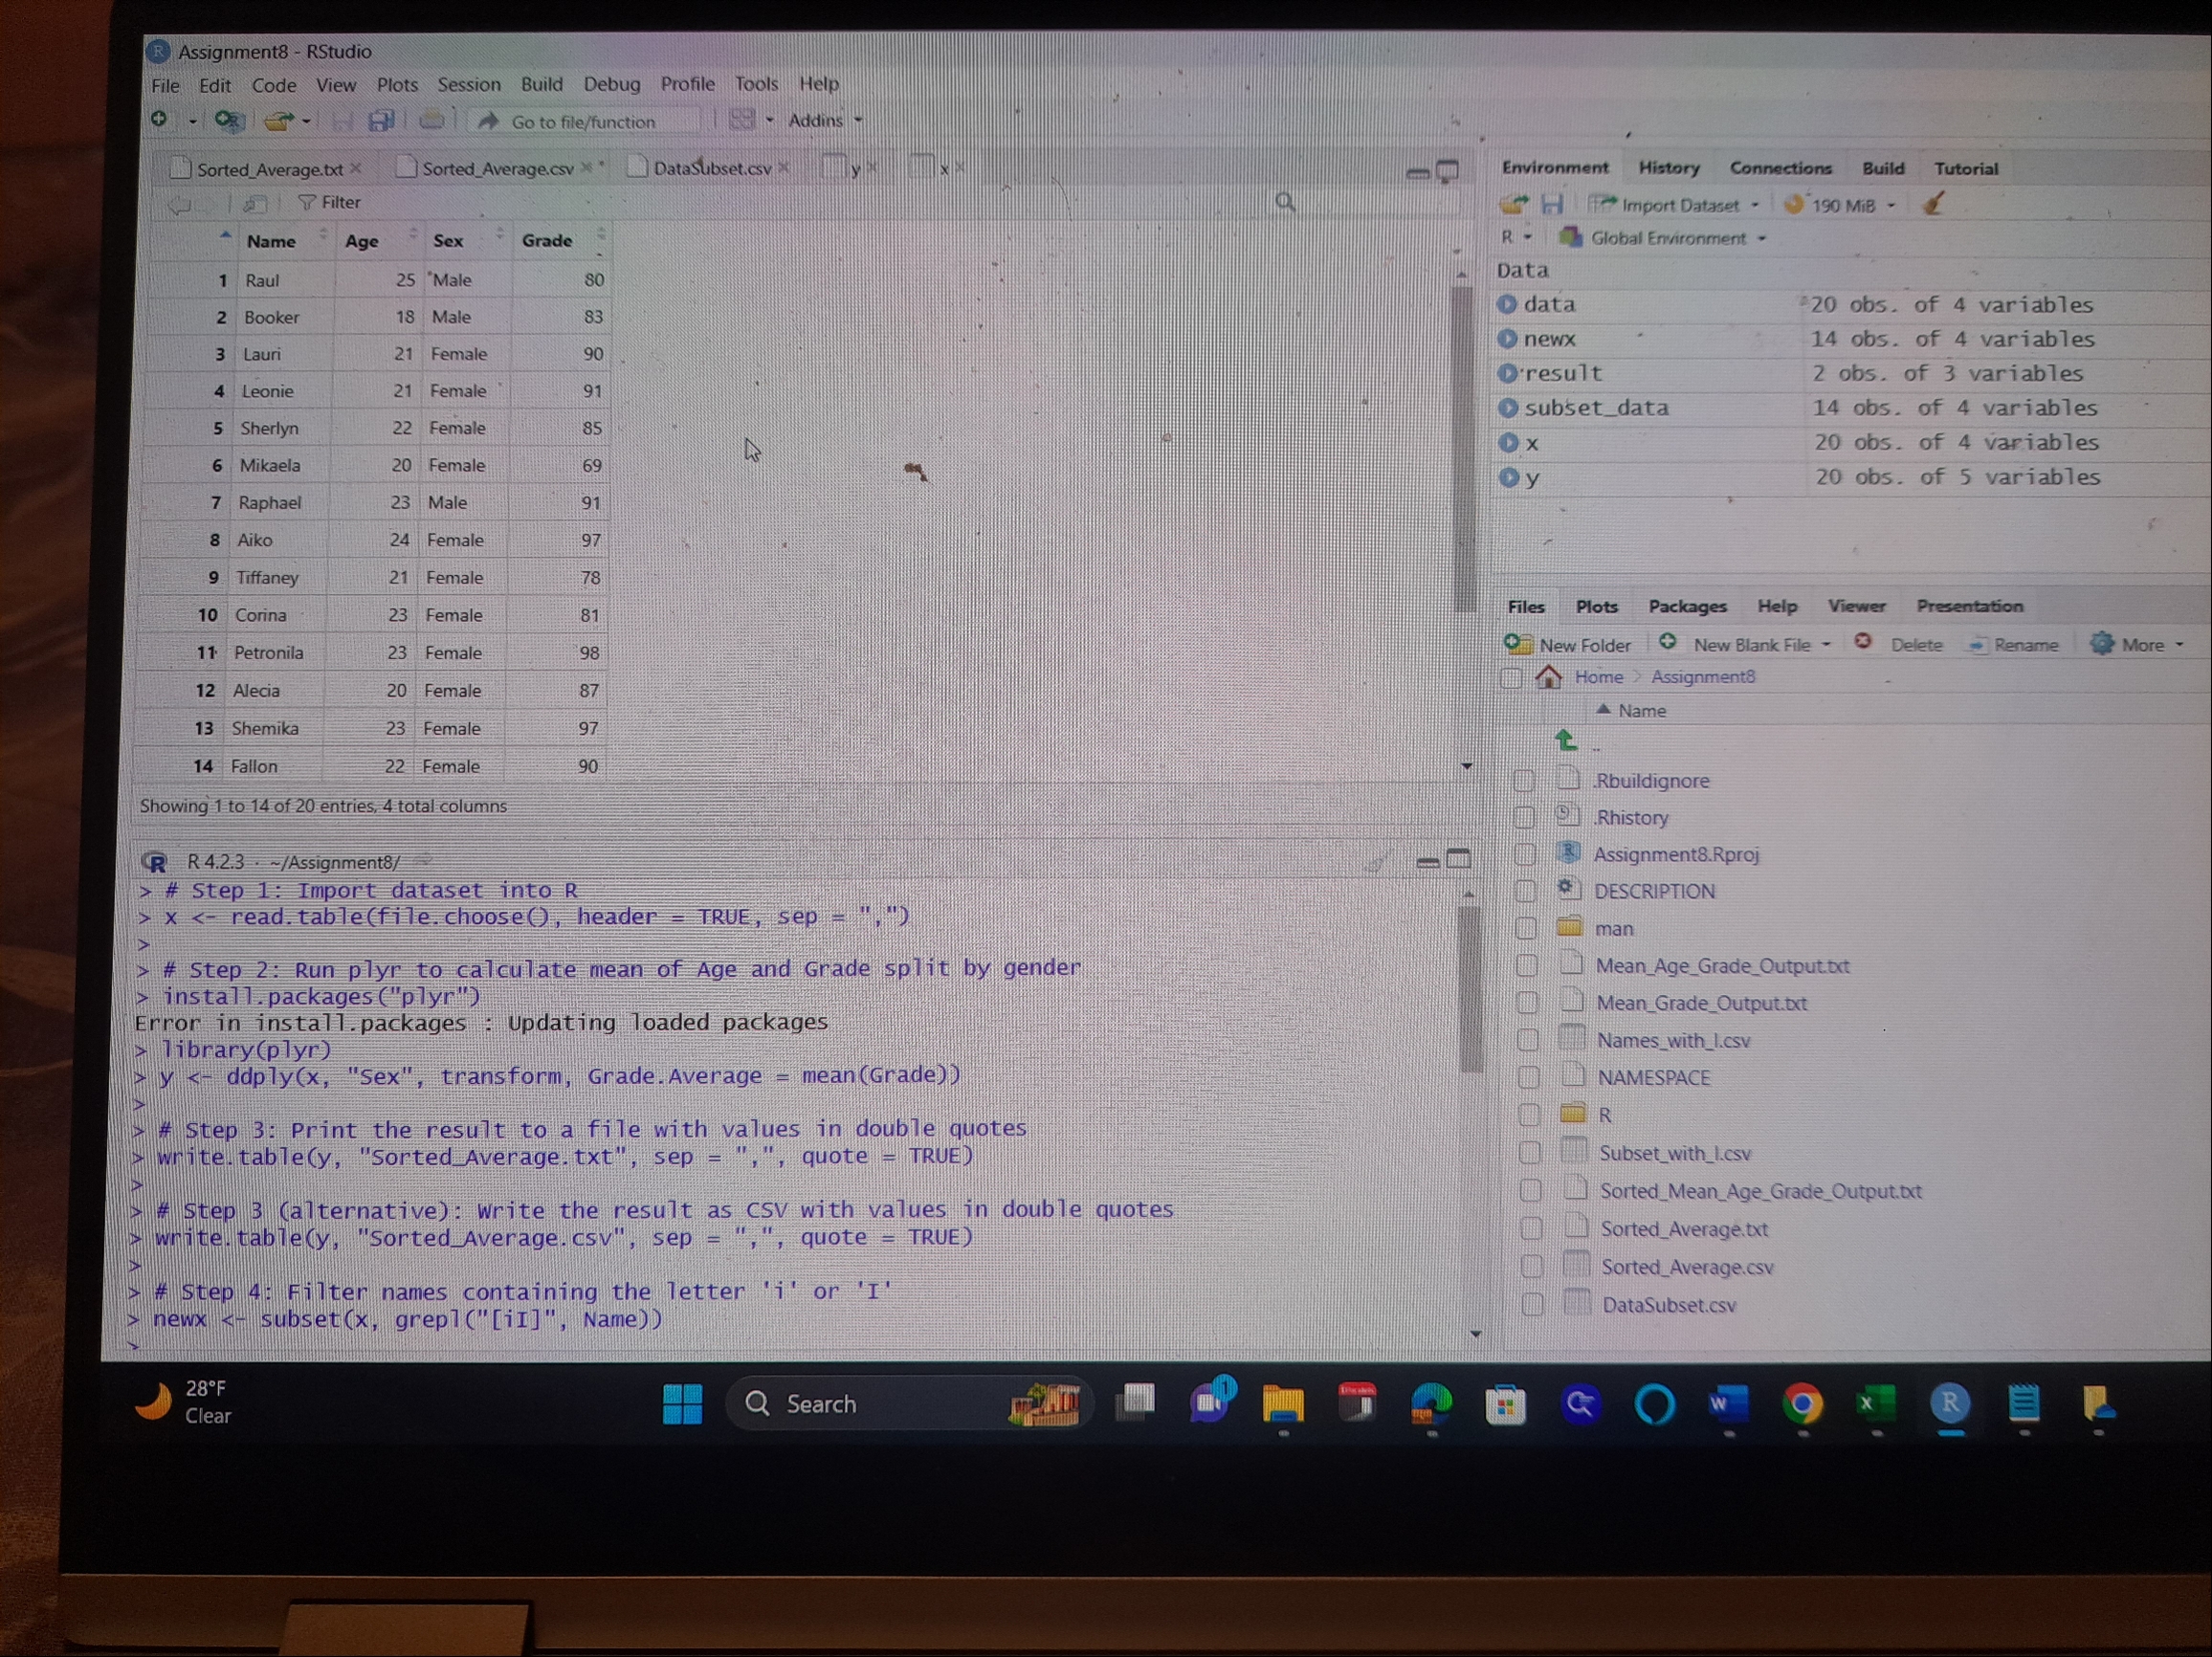 Assignment8 - RStudio
File Edit Code View Plots Session Build Debug Profile Tools Help
Go to file/function Addins
Sorted_Average.txt Sorted_Average.csv DataSubset.csv y x
Filter
Name Age Sex Grade
1 Raul 25 Male 80
2 Booker 18 Male 83
3 Lauri 21 Female 90
4 Leonie 21 Female 91
5 Sherlyn 22 Female 85
6 Mikaela 20 Female 69
7 Raphael 23 Male 91
8 Aiko 24 Female 97
9 Tiffaney 21 Female 78
10 Corina 23 Female 81
11 Petronila 23 Female 98
12 Alecia 20 Female 87
13 Shemika 23 Female 97
14 Fallon 22 Female 90
Showing 1 to 14 of 20 entries, 4 total columns
R 4.2.3 · ~/Assignment8/
> # Step 1: Import dataset into R
> x <- read.table(file.choose(), header = TRUE, sep = ",")
>
> # Step 2: Run plyr to calculate mean of Age and Grade split by gender
> install.packages("plyr")
Error in install.packages : Updating loaded packages
> library(plyr)
> y <- ddply(x, "Sex", transform, Grade.Average = mean(Grade))
>
> # Step 3: Print the result to a file with values in double quotes
> write.table(y, "Sorted_Average.txt", sep = ",", quote = TRUE)
>
> # Step 3 (alternative): Write the result as CSV with values in double quotes
> write.table(y, "Sorted_Average.csv", sep = ",", quote = TRUE)
>
> # Step 4: Filter names containing the letter 'i' or 'I'
> newx <- subset(x, grepl("[iI]", Name))
>
Environment History Connections Build Tutorial
Import Dataset 190 MiB
R Global Environment
Data
data 20 obs. of 4 variables
newx 14 obs. of 4 variables
result 2 obs. of 3 variables
subset_data 14 obs. of 4 variables
x 20 obs. of 4 variables
y 20 obs. of 5 variables
Files Plots Packages Help Viewer Presentation
New Folder New Blank File Delete Rename More
Home Assignment8
Name
..
.Rbuildignore
.Rhistory
Assignment8.Rproj
DESCRIPTION
man
Mean_Age_Grade_Output.txt
Mean_Grade_Output.txt
Names_with_I.csv
NAMESPACE
R
Subset_with_I.csv
Sorted_Mean_Age_Grade_Output.txt
Sorted_Average.txt
Sorted_Average.csv
DataSubset.csv
28°F
Clear
Search
1